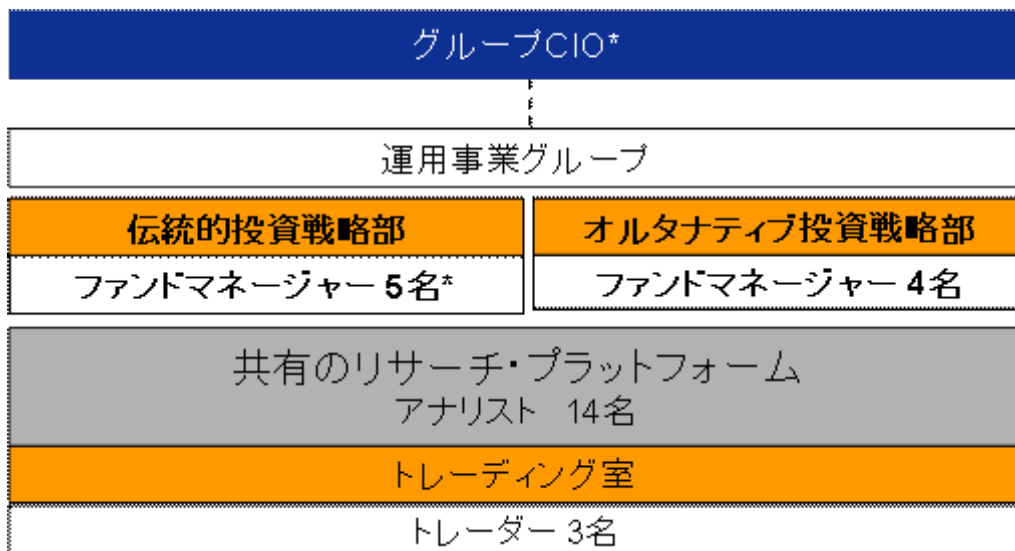 グループCIO*
運用事業グループ
伝統的投資戦略部
ファンドマネージャー 5名*
オルタナティブ投資戦略部
ファンドマネージャー 4名
共有のリサーチ・プラットフォーム
アナリスト 14名
トレーディング室
トレーダー 3名